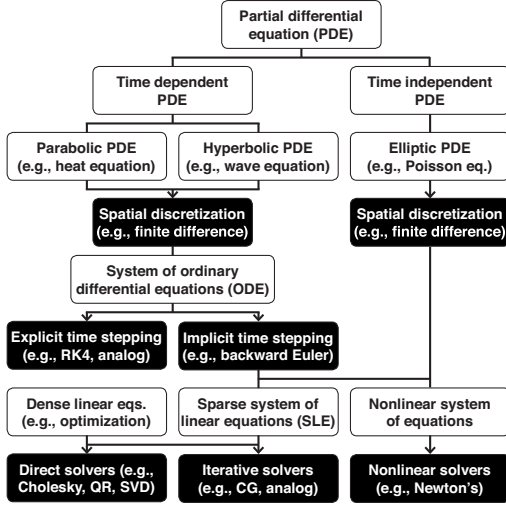 Partial differential
equation (PDE)
Time dependent
PDE
Time independent
PDE
Parabolic PDE
(e.g., heat equation)
Hyperbolic PDE
(e.g., wave equation)
Elliptic PDE
(e.g., Poisson eq.)
Spatial discretization
(e.g., finite difference)
Spatial discretization
(e.g., finite difference)
System of ordinary
differential equations (ODE)
Explicit time stepping
(e.g., RK4, analog)
Implicit time stepping
(e.g., backward Euler)
Dense linear eqs.
(e.g., optimization)
Sparse system of
linear equations (SLE)
Nonlinear system
of equations
Direct solvers (e.g.,
Cholesky, QR, SVD)
Iterative solvers
(e.g., CG, analog)
Nonlinear solvers
(e.g., Newton's)